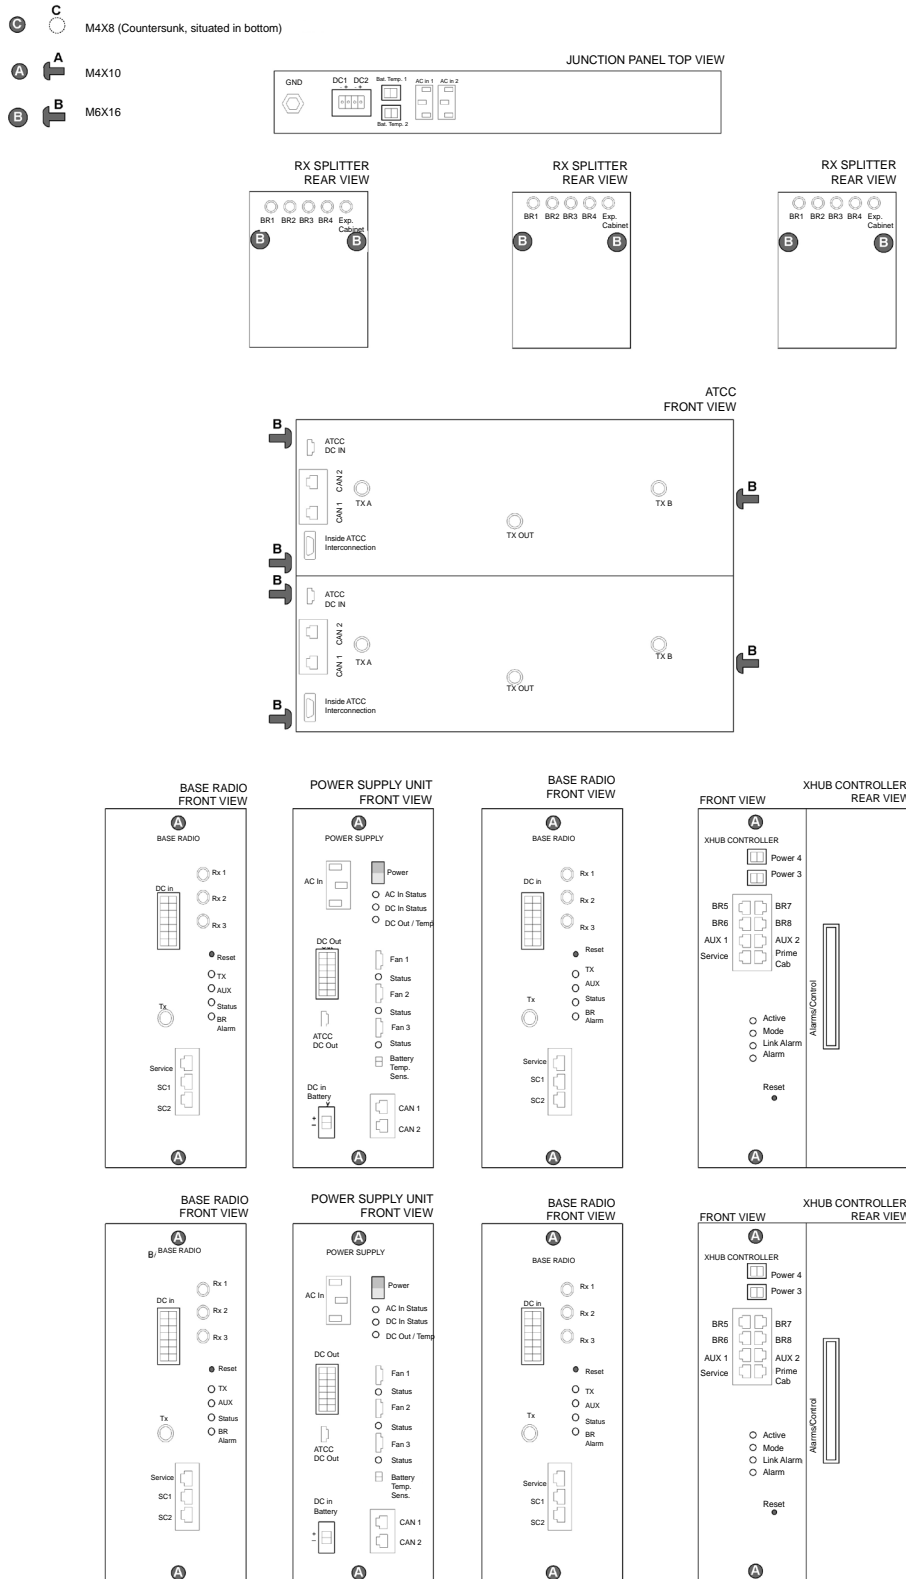 C
C
M4X8 (Countersunk, situated in bottom)
A
A
M4X10
B
B
M6X16
JUNCTION PANEL TOP VIEW
GND
DC1 DC2
- + - +
Bat. Temp. 1
Bat. Temp. 2
AC in 1 AC in 2
RX SPLITTER
REAR VIEW
BR1 BR2 BR3 BR4 Exp.
Cabinet
B B
RX SPLITTER
REAR VIEW
BR1 BR2 BR3 BR4 Exp.
Cabinet
B B
RX SPLITTER
REAR VIEW
BR1 BR2 BR3 BR4 Exp.
Cabinet
B B
ATCC
FRONT VIEW
B
ATCC
DC IN
CAN 2
CAN 1
TX A
TX OUT
TX B
B
Inside ATCC
Interconnection
B
B
ATCC
DC IN
CAN 2
CAN 1
TX A
TX OUT
TX B
B
Inside ATCC
Interconnection
B
BASE RADIO
FRONT VIEW
A
BASE RADIO
Rx 1
DC in
Rx 2
Rx 3
Reset
TX
AUX
Status
BR
Alarm
Tx
Service
SC1
SC2
A
POWER SUPPLY UNIT
FRONT VIEW
A
POWER SUPPLY
AC In
Power
AC In Status
DC In Status
DC Out / Temp
DC Out
Fan 1
Status
Fan 2
Status
Fan 3
Status
ATCC
DC Out
Battery
Temp.
Sens.
DC in
Battery
+
−
CAN 1
CAN 2
A
BASE RADIO
FRONT VIEW
A
BASE RADIO
Rx 1
DC in
Rx 2
Rx 3
Reset
TX
AUX
Status
BR
Alarm
Tx
Service
SC1
SC2
A
XHUB CONTROLLER
FRONT VIEW REAR VIEW
A
XHUB CONTROLLER
Power 4
Power 3
BR5 BR7
BR6 BR8
AUX 1 AUX 2
Service Prime
Cab
Active
Mode
Link Alarm
Alarm
Reset
Alarms/Control
A
BASE RADIO
FRONT VIEW
A
B/ BASE RADIO
Rx 1
DC in
Rx 2
Rx 3
Reset
TX
AUX
Status
BR
Alarm
Tx
Service
SC1
SC2
A
POWER SUPPLY UNIT
FRONT VIEW
A
POWER SUPPLY
AC In
Power
AC In Status
DC In Status
DC Out / Temp
DC Out
Fan 1
Status
Fan 2
Status
Fan 3
Status
ATCC
DC Out
Battery
Temp.
Sens.
DC in
Battery
+
−
CAN 1
CAN 2
A
BASE RADIO
FRONT VIEW
A
BASE RADIO
Rx 1
DC in
Rx 2
Rx 3
Reset
TX
AUX
Status
BR
Alarm
Tx
Service
SC1
SC2
A
XHUB CONTROLLER
FRONT VIEW REAR VIEW
A
XHUB CONTROLLER
Power 4
Power 3
BR5 BR7
BR6 BR8
AUX 1 AUX 2
Service Prime
Cab
Active
Mode
Link Alarm
Alarm
Reset
Alarms/Control
A